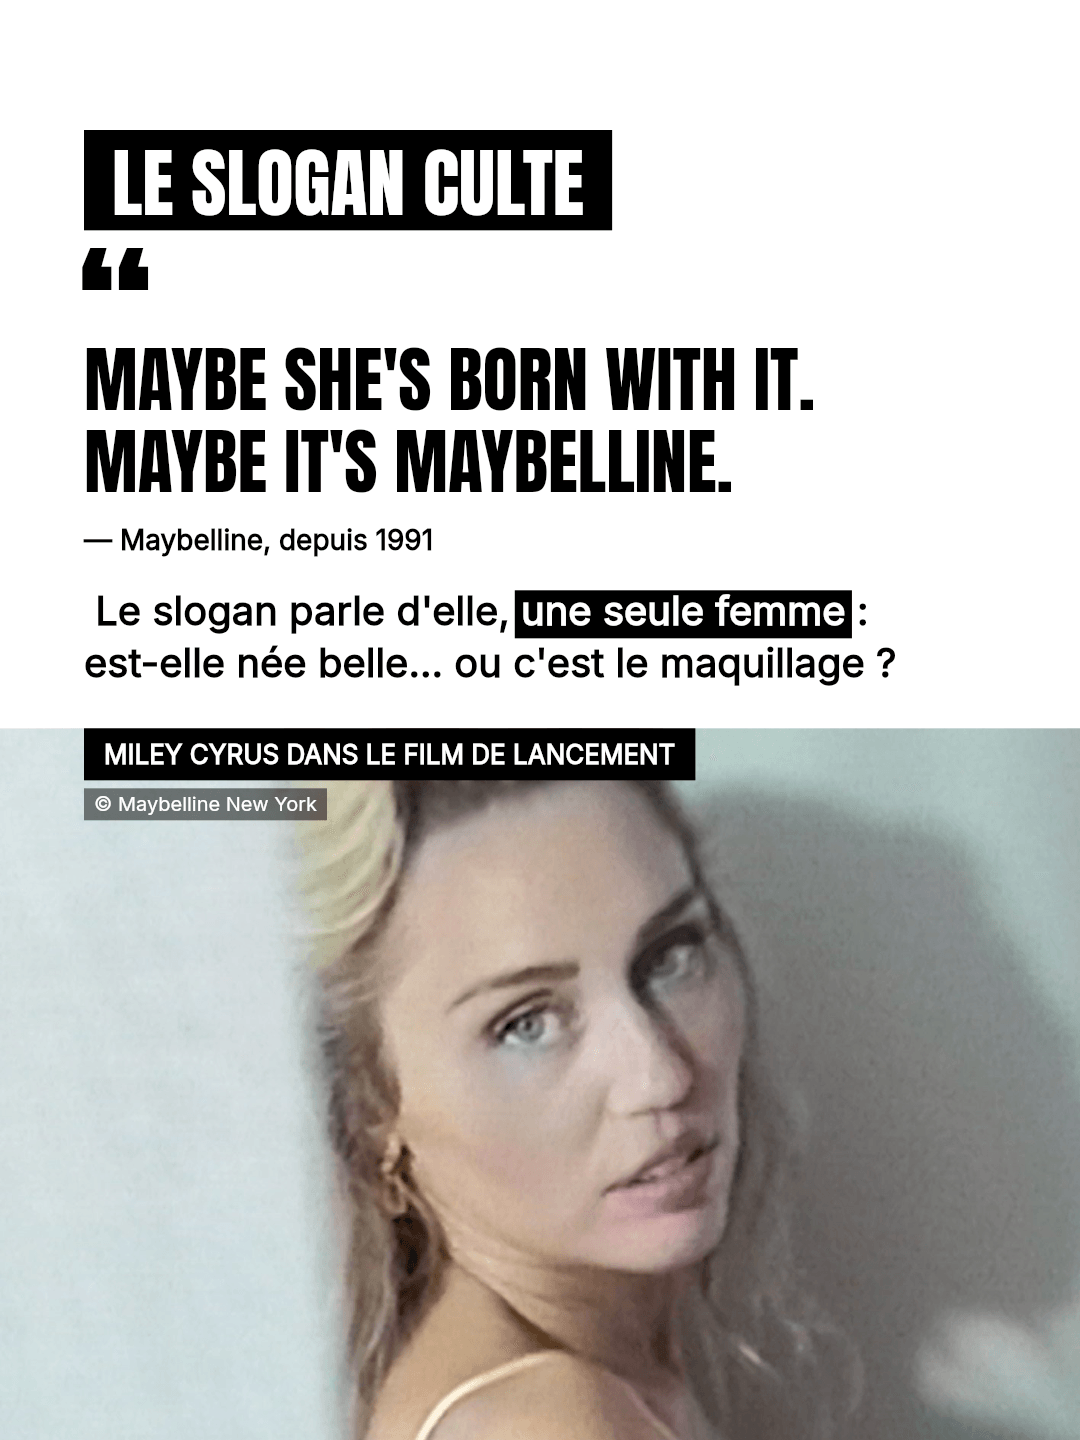 LE SLOGAN CULTE
“
MAYBE SHE'S BORN WITH IT.
MAYBE IT'S MAYBELLINE.
— Maybelline, depuis 1991
Le slogan parle d'elle, une seule femme :
est-elle née belle... ou c'est le maquillage ?
MILEY CYRUS DANS LE FILM DE LANCEMENT
© Maybelline New York